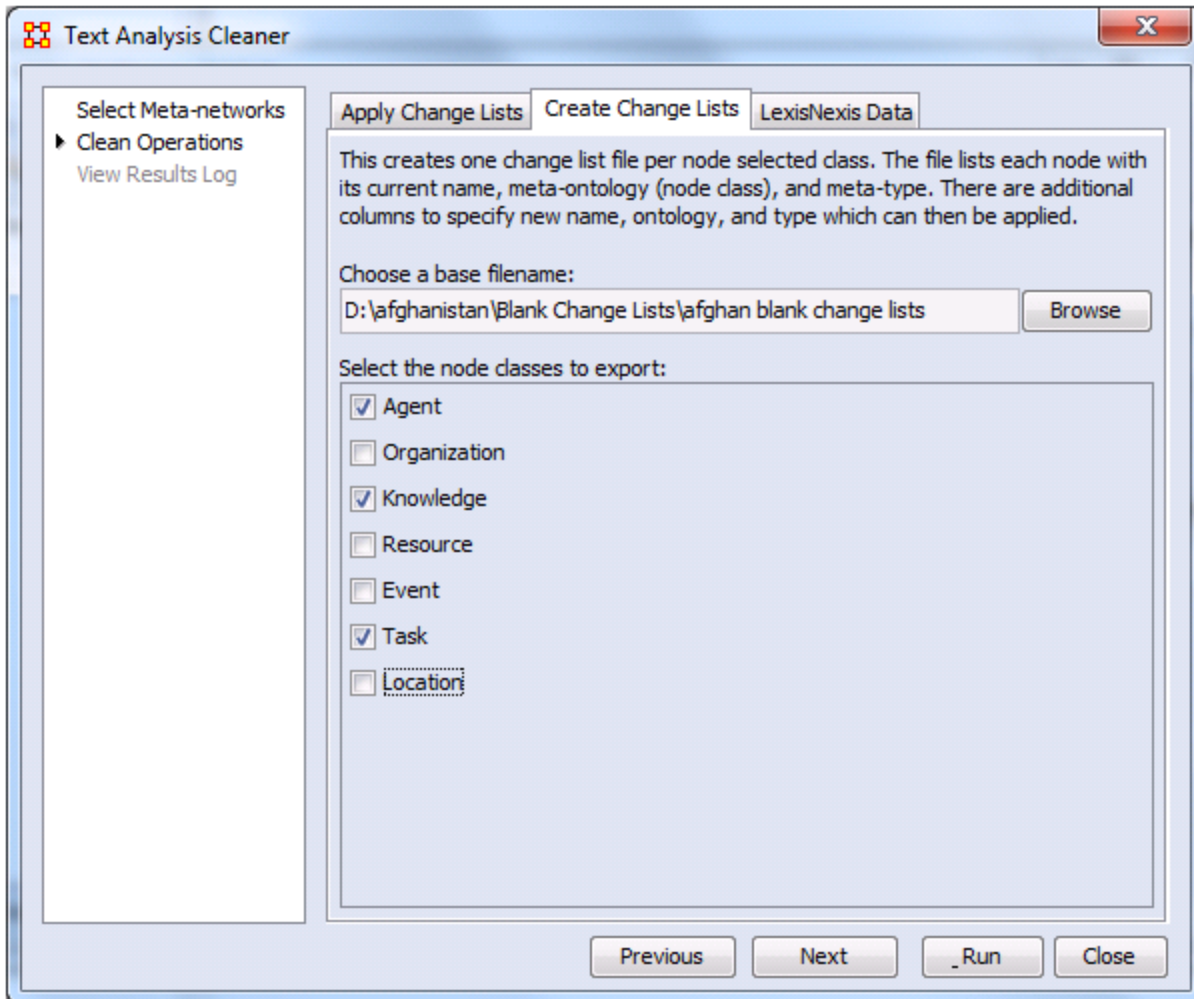 Text Analysis Cleaner
Select Meta-networks
Clean Operations
View Results Log
Apply Change Lists
Create Change Lists
LexisNexis Data
This creates one change list file per node selected class. The file lists each node with
its current name, meta-ontology (node class), and meta-type. There are additional
columns to specify new name, ontology, and type which can then be applied.
Choose a base filename:
D:\afghanistan\Blank Change Lists\afghan blank change lists
Browse
Select the node classes to export:
Agent
Organization
Knowledge
Resource
Event
Task
Location
Previous
Next
_Run
Close